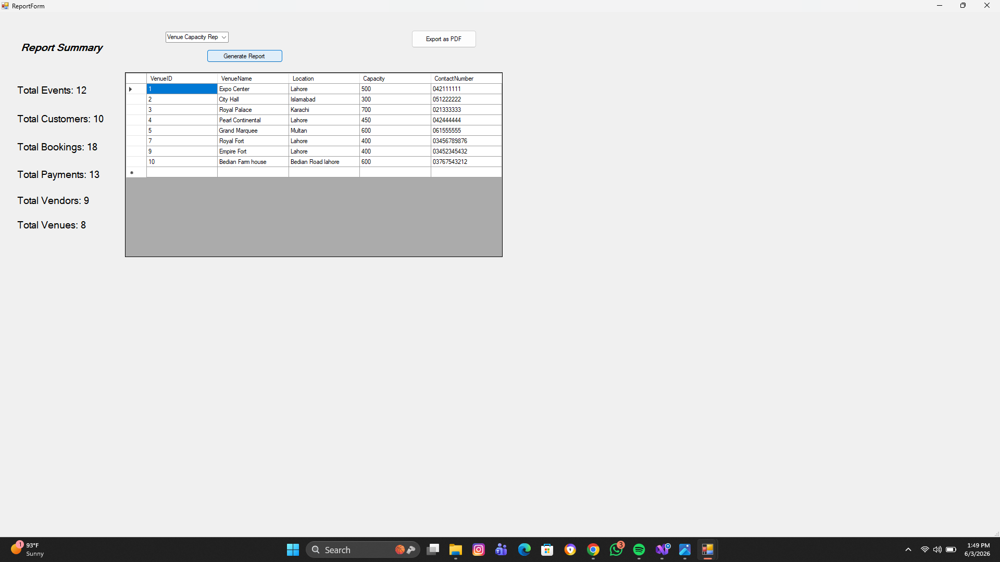 ReportForm
Venue Capacity Rep
Export as PDF
Report Summary
Generate Report
VenueID VenueName Location Capacity ContactNumber
1 Expo Center Lahore 500 042111111
2 City Hall Islamabad 300 051222222
3 Royal Palace Karachi 700 021333333
4 Pearl Continental Lahore 450 042444444
5 Grand Marquee Multan 600 061555555
7 Royal Fort Lahore 400 03456789876
9 Empire Fort Lahore 400 03452345432
10 Bedian Farm house Bedian Road lahore 600 03767543212
Total Events: 12
Total Customers: 10
Total Bookings: 18
Total Payments: 13
Total Vendors: 9
Total Venues: 8
1
93°F
Sunny
Search
3
1:49 PM
6/3/2026